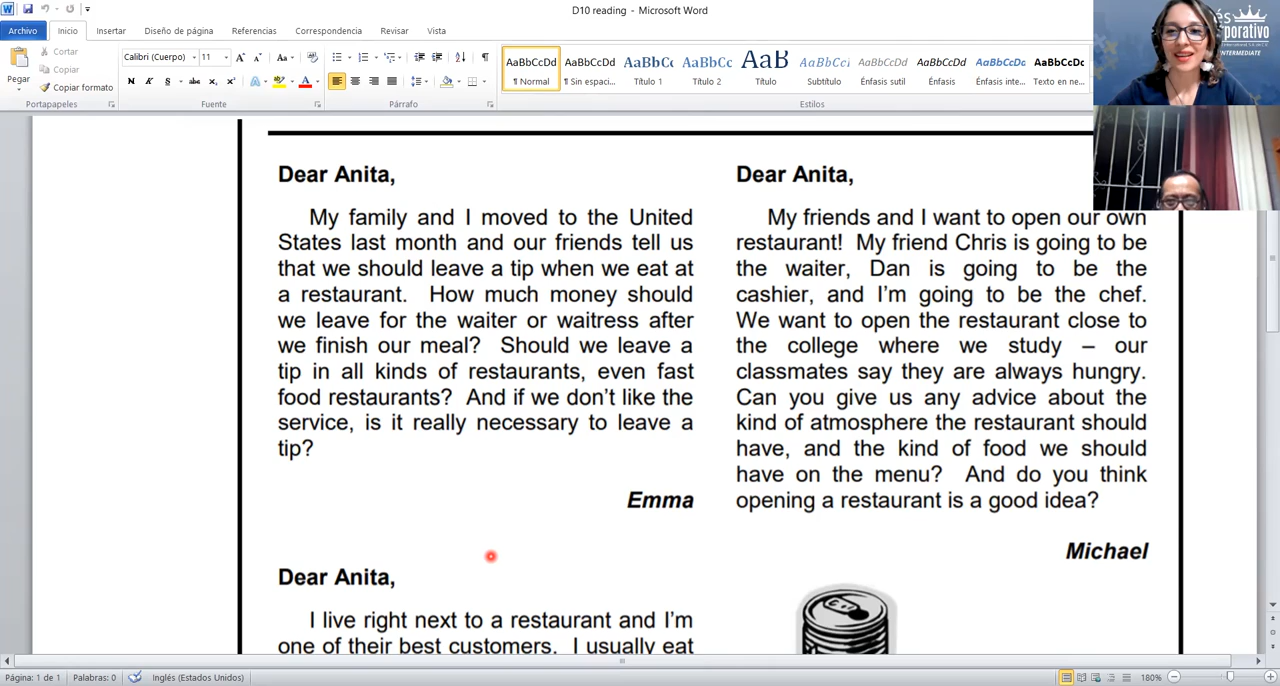 D10 reading - Microsoft Word
Archivo
Inicio
Insertar
Diseño de página
Referencias
Correspondencia
Revisar
Vista
Pegar
Cortar
Copiar
Copiar formato
Portapapeles
Calibri (Cuerpo)
11
Fuente
Párrafo
AaBbCcDd
¶ Normal
AaBbCcDd
¶ Sin espaci...
AaBbCc
Título 1
AaBbCc
Título 2
AaB
Título
AaBbCcI
Subtítulo
AaBbCcDd
Énfasis sutil
AaBbCcDd
Énfasis
AaBbCcDc
Énfasis inte...
AaBbCcDc
Texto en ne...
Estilos
és
porativo
International S.A de C.V.
INTERMEDIATE
Dear Anita,
My family and I moved to the United
States last month and our friends tell us
that we should leave a tip when we eat at
a restaurant. How much money should
we leave for the waiter or waitress after
we finish our meal? Should we leave a
tip in all kinds of restaurants, even fast
food restaurants? And if we don't like the
service, is it really necessary to leave a
tip?
Emma
Dear Anita,
I live right next to a restaurant and I'm
one of their best customers. I usually eat
Dear Anita,
My friends and I want to open our own
restaurant! My friend Chris is going to be
the waiter, Dan is going to be the
cashier, and I'm going to be the chef.
We want to open the restaurant close to
the college where we study – our
classmates say they are always hungry.
Can you give us any advice about the
kind of atmosphere the restaurant should
have, and the kind of food we should
have on the menu? And do you think
opening a restaurant is a good idea?
Michael
Página: 1 de 1
Palabras: 0
Inglés (Estados Unidos)
180%